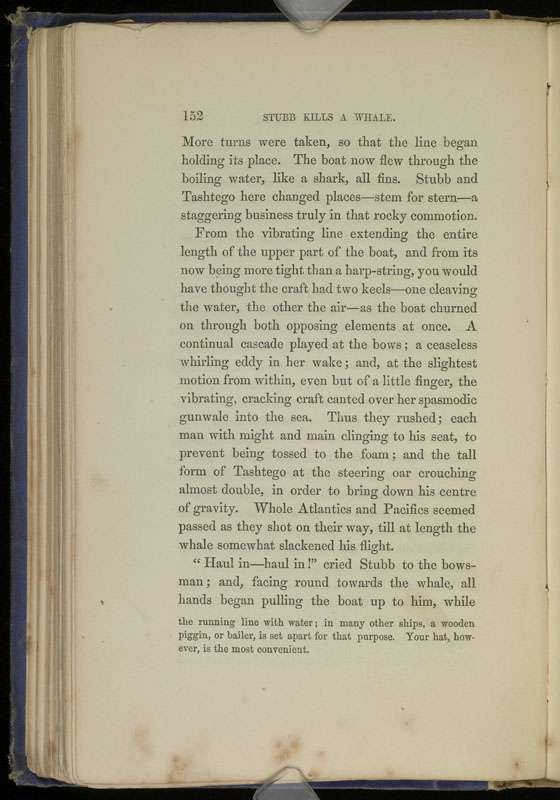 152 STUBB KILLS A WHALE.
More turns were taken, so that the line began
holding its place. The boat now flew through the
boiling water, like a shark, all fins. Stubb and
Tashtego here changed places—stem for stern—a
staggering business truly in that rocky commotion.
From the vibrating line extending the entire
length of the upper part of the boat, and from its
now being more tight than a harp-string, you would
have thought the craft had two keels—one cleaving
the water, the other the air—as the boat churned
on through both opposing elements at once. A
continual cascade played at the bows; a ceaseless
whirling eddy in her wake; and, at the slightest
motion from within, even but of a little finger, the
vibrating, cracking craft canted over her spasmodic
gunwale into the sea. Thus they rushed; each
man with might and main clinging to his seat, to
prevent being tossed to the foam; and the tall
form of Tashtego at the steering oar crouching
almost double, in order to bring down his centre
of gravity. Whole Atlantics and Pacifics seemed
passed as they shot on their way, till at length the
whale somewhat slackened his flight.
“Haul in—haul in!” cried Stubb to the bows-
man; and, facing round towards the whale, all
hands began pulling the boat up to him, while
the running line with water; in many other ships, a wooden
piggin, or bailer, is set apart for that purpose. Your hat, how-
ever, is the most convenient.